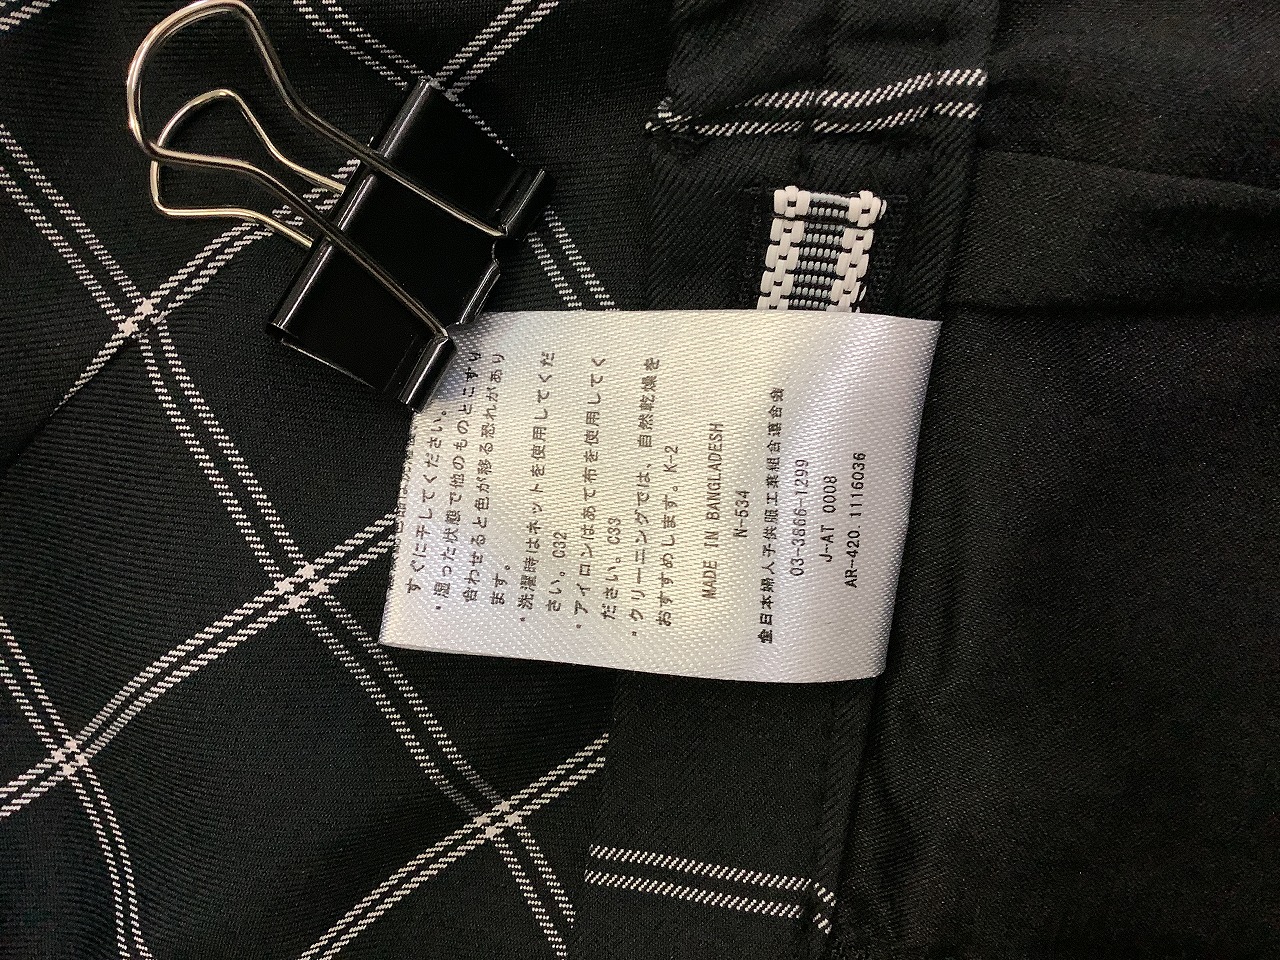 すぐに干してください。
・湿った状態で他のものとこすり
合わせると色が移る恐れがあり
ます。
・洗濯時はネットを使用してくだ
さい。C32
・アイロンはあて布を使用してく
ださい。C33
・クリーニングでは、自然乾燥を
おすすめします。K-2
MADE IN BANGLADESH
N-534
全日本婦人子供服工業組合連合会
03-3866-1299
J-AT 0008
AR-420.1116036